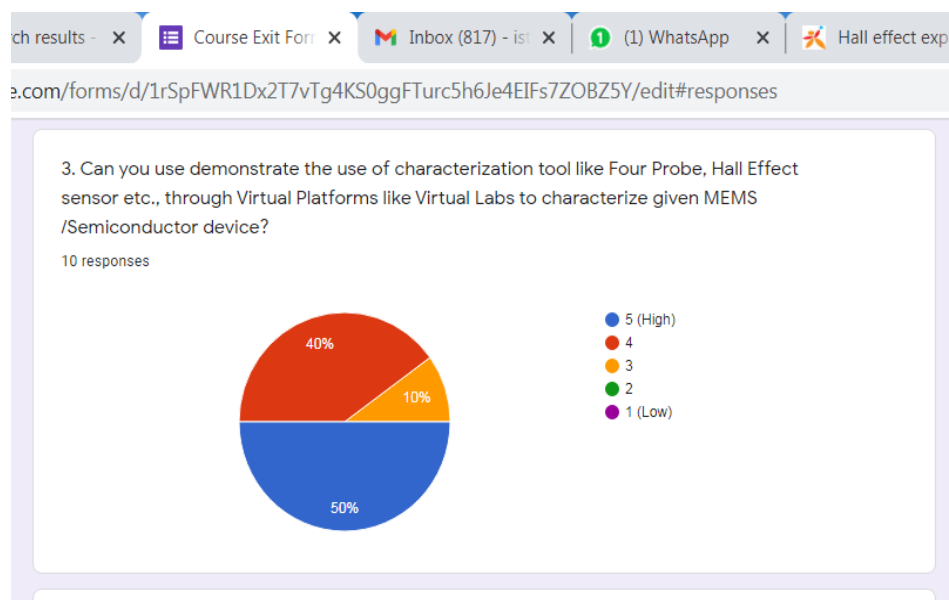 rch results - Course Exit Forr Inbox (817) - ist 1 (1) WhatsApp Hall effect exp
e.com/forms/d/1rSpFWR1Dx2T7vTg4KS0ggFTurc5h6Je4EIFs7ZOBZ5Y/edit#responses
3. Can you use demonstrate the use of characterization tool like Four Probe, Hall Effect
sensor etc., through Virtual Platforms like Virtual Labs to characterize given MEMS
/Semiconductor device?
10 responses
5 (High)
4
3
2
1 (Low)
40%
10%
50%